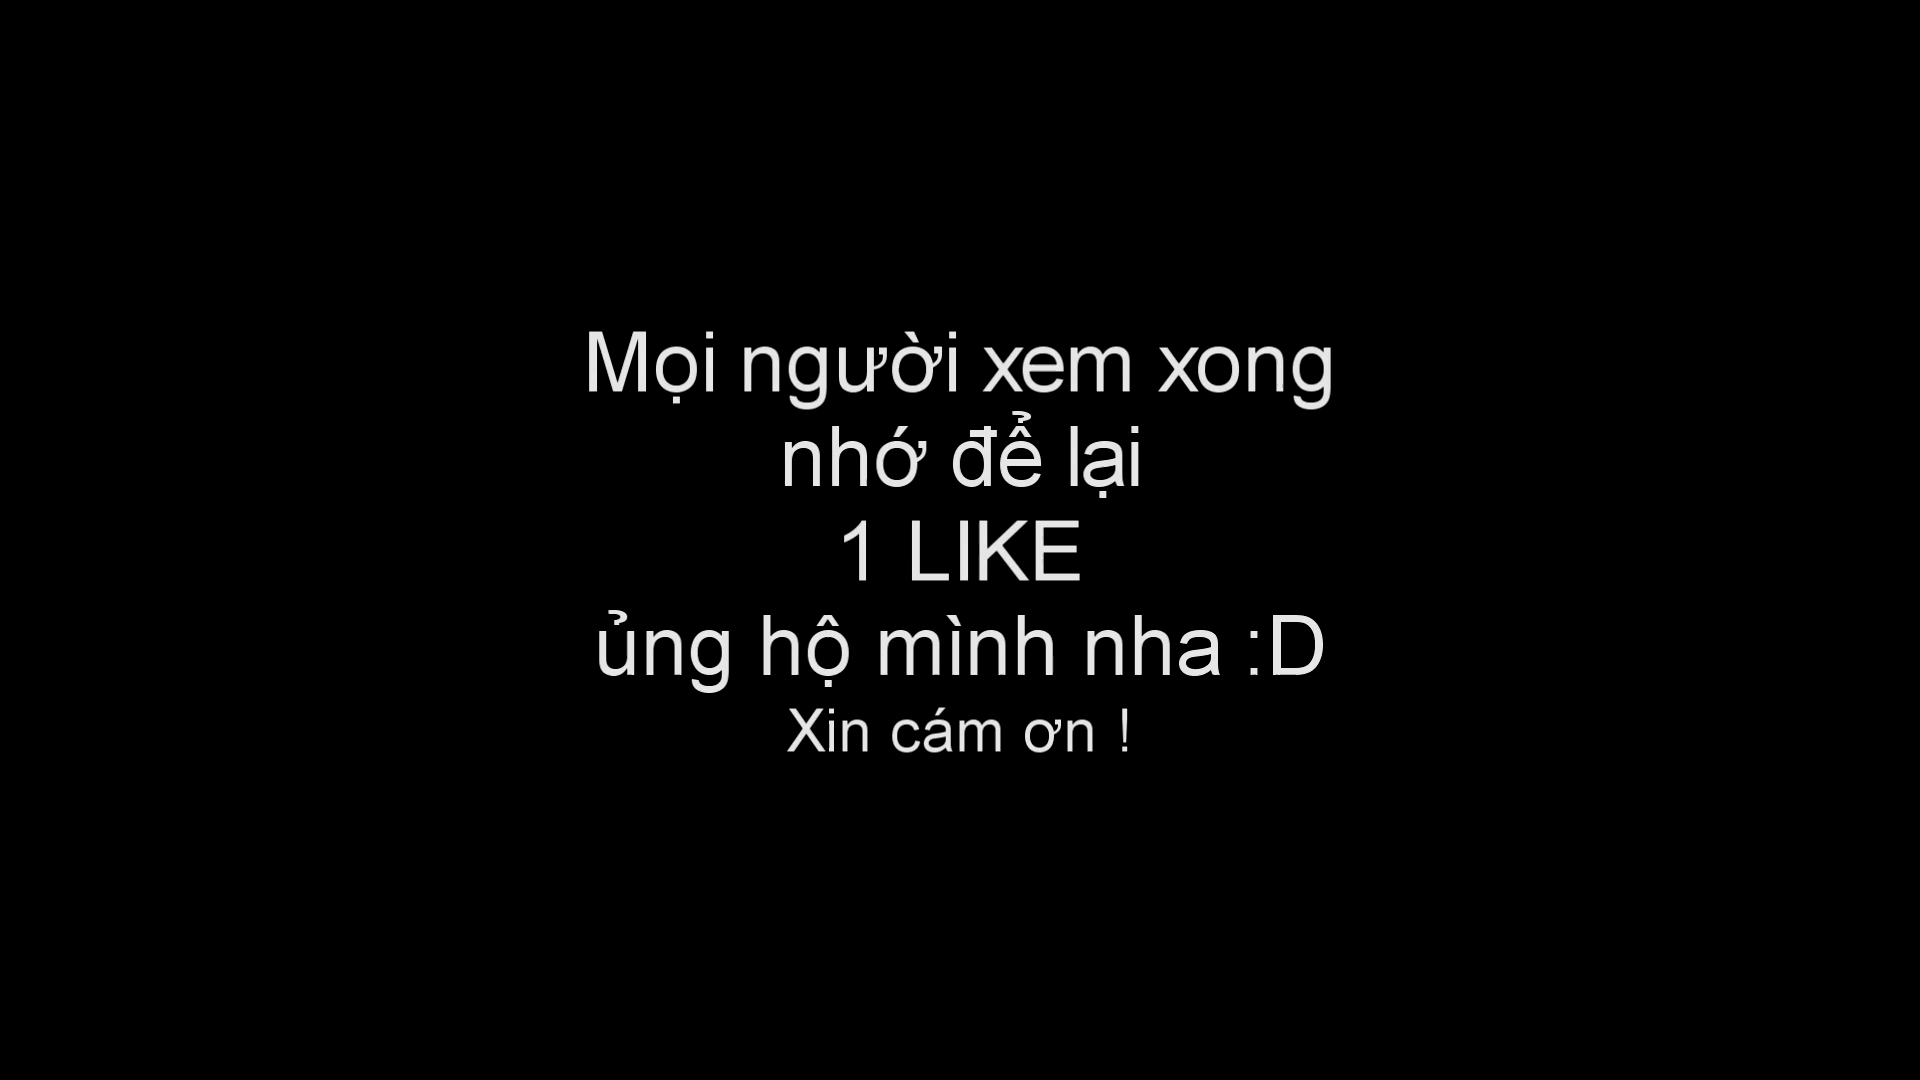 Mọi người xem xong
nhớ để lại
1 LIKE
ủng hộ mình nha :D
Xin cám ơn !